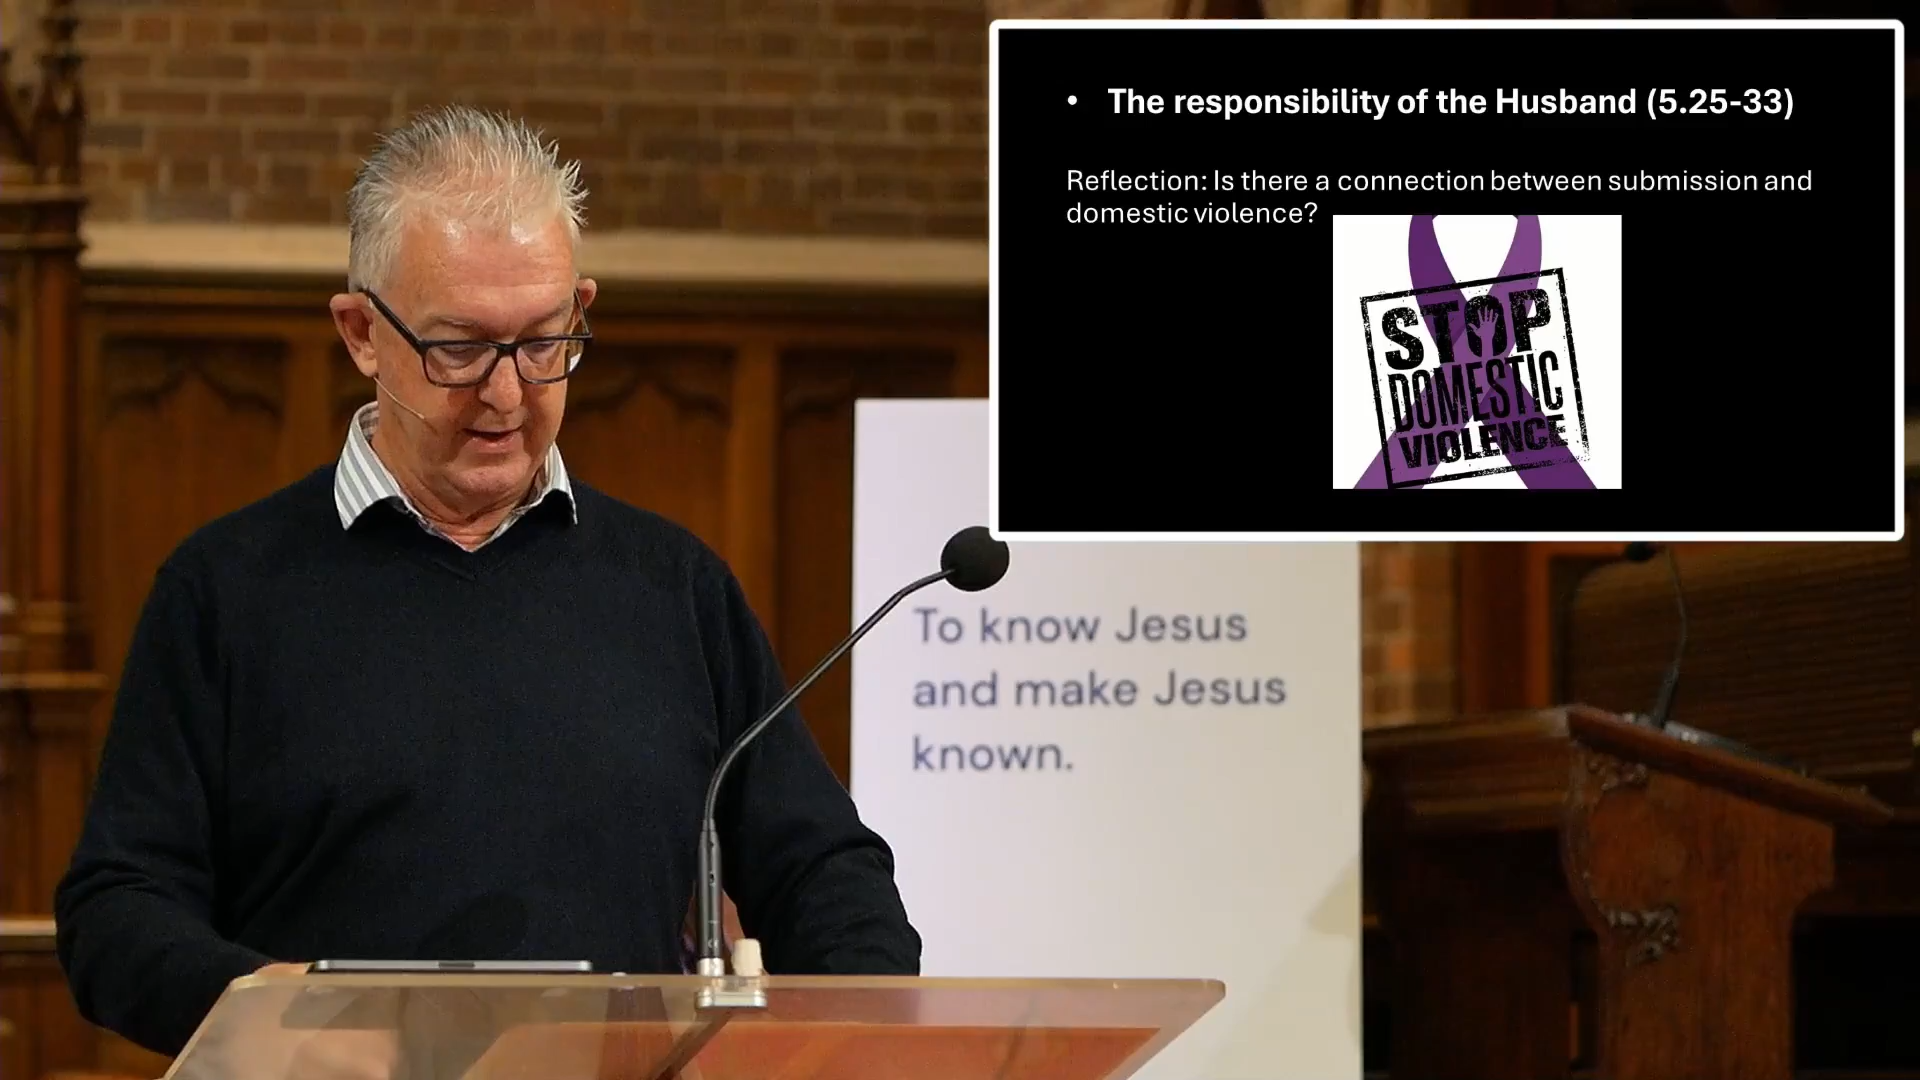 • The responsibility of the Husband (5.25-33)
Reflection: Is there a connection between submission and
domestic violence?
STOP
DOMESTIC
VIOLENCE
To know Jesus
and make Jesus
known.